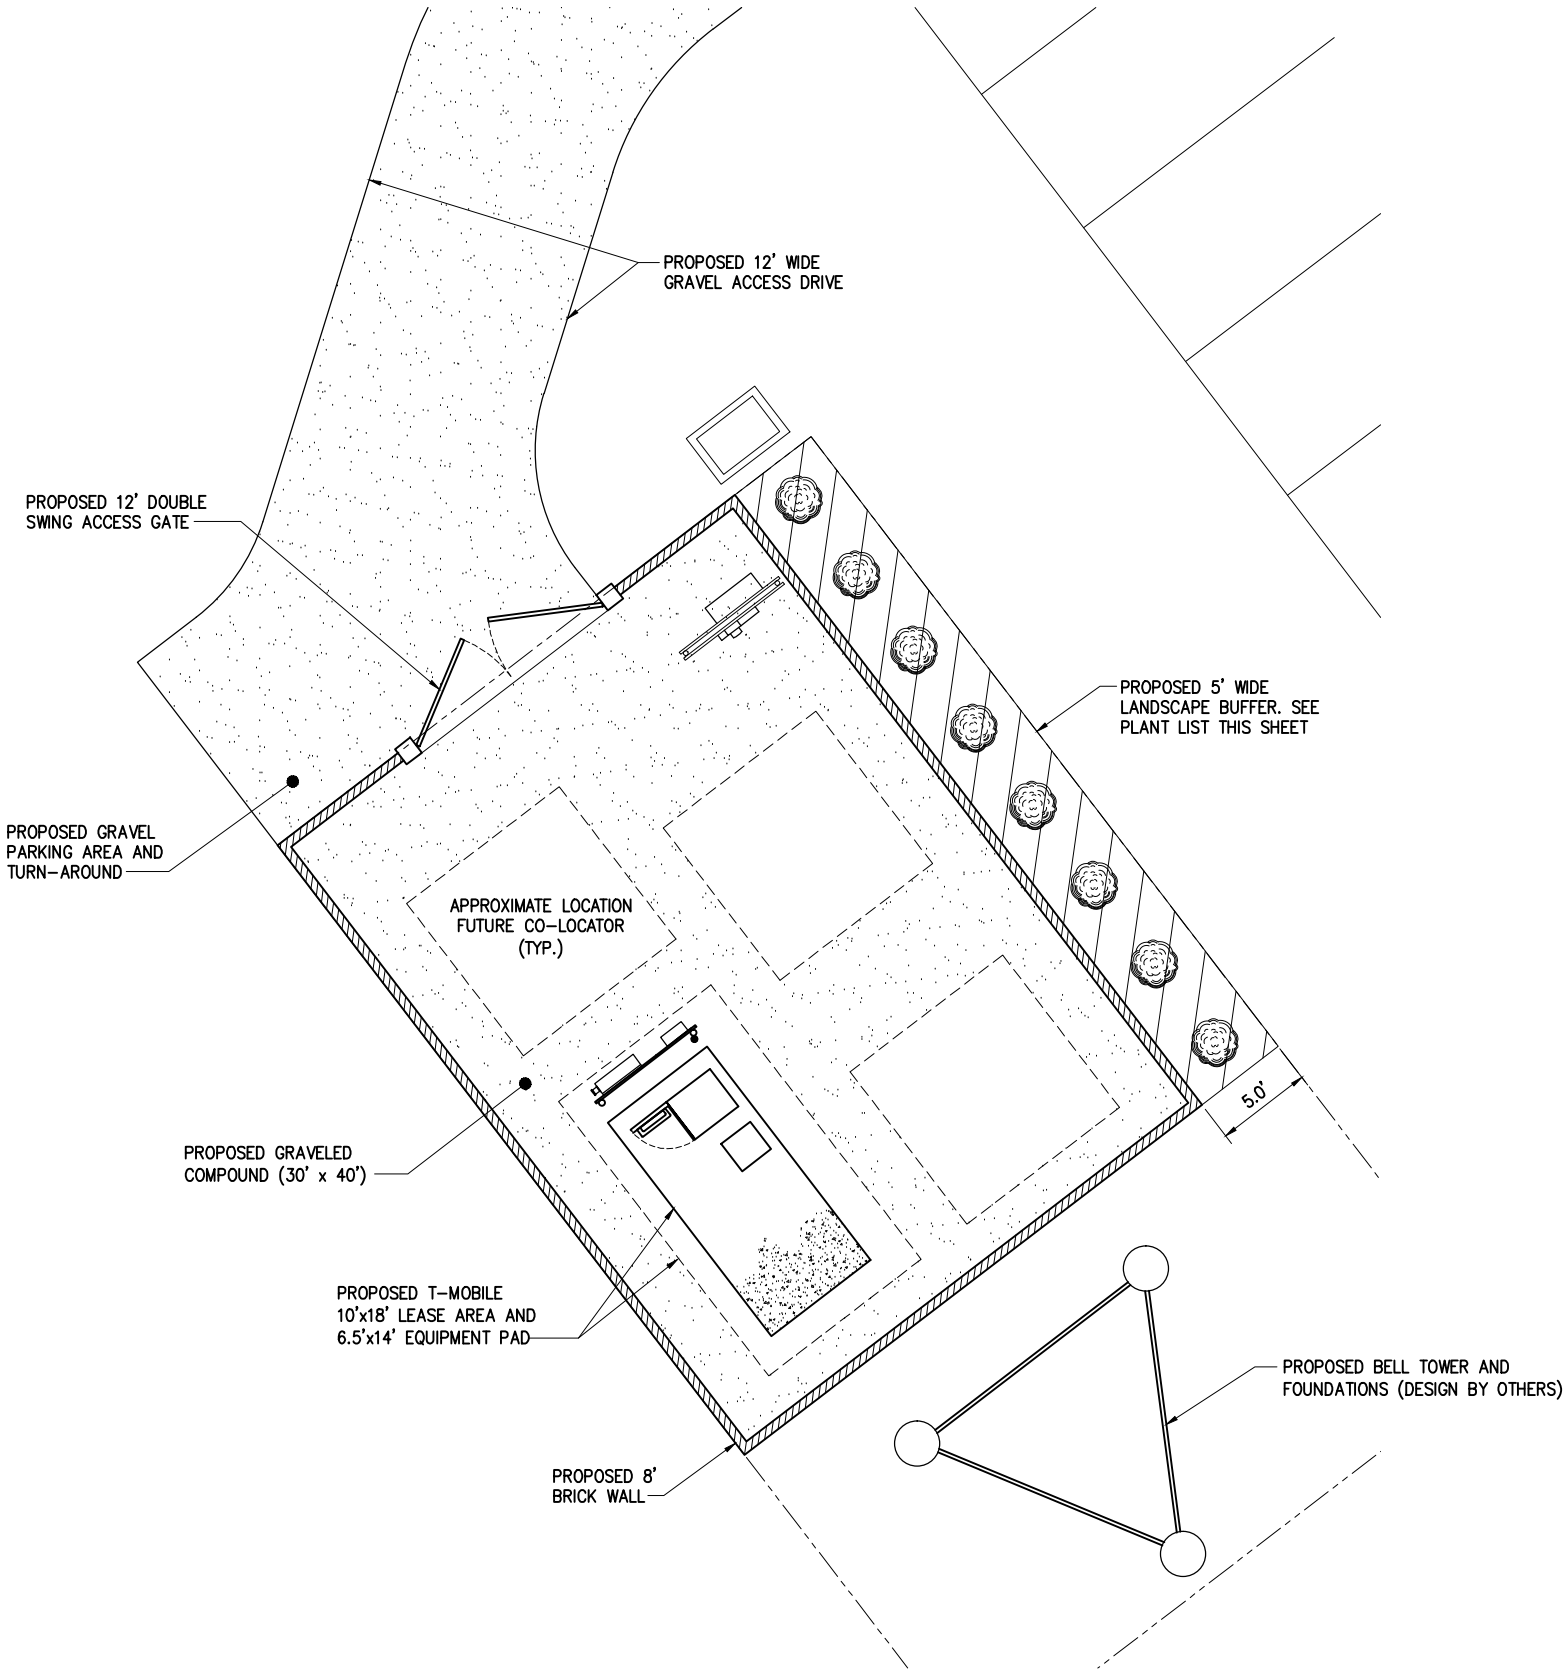 PROPOSED 12' WIDE
GRAVEL ACCESS DRIVE
PROPOSED 12' DOUBLE
SWING ACCESS GATE
PROPOSED 5' WIDE
LANDSCAPE BUFFER. SEE
PLANT LIST THIS SHEET
PROPOSED GRAVEL
PARKING AREA AND
TURN-AROUND
APPROXIMATE LOCATION
FUTURE CO-LOCATOR
(TYP.)
5.0'
PROPOSED GRAVELED
COMPOUND (30' x 40')
PROPOSED T-MOBILE
10'x18' LEASE AREA AND
6.5'x14' EQUIPMENT PAD
PROPOSED BELL TOWER AND
FOUNDATIONS (DESIGN BY OTHERS)
PROPOSED 8'
BRICK WALL